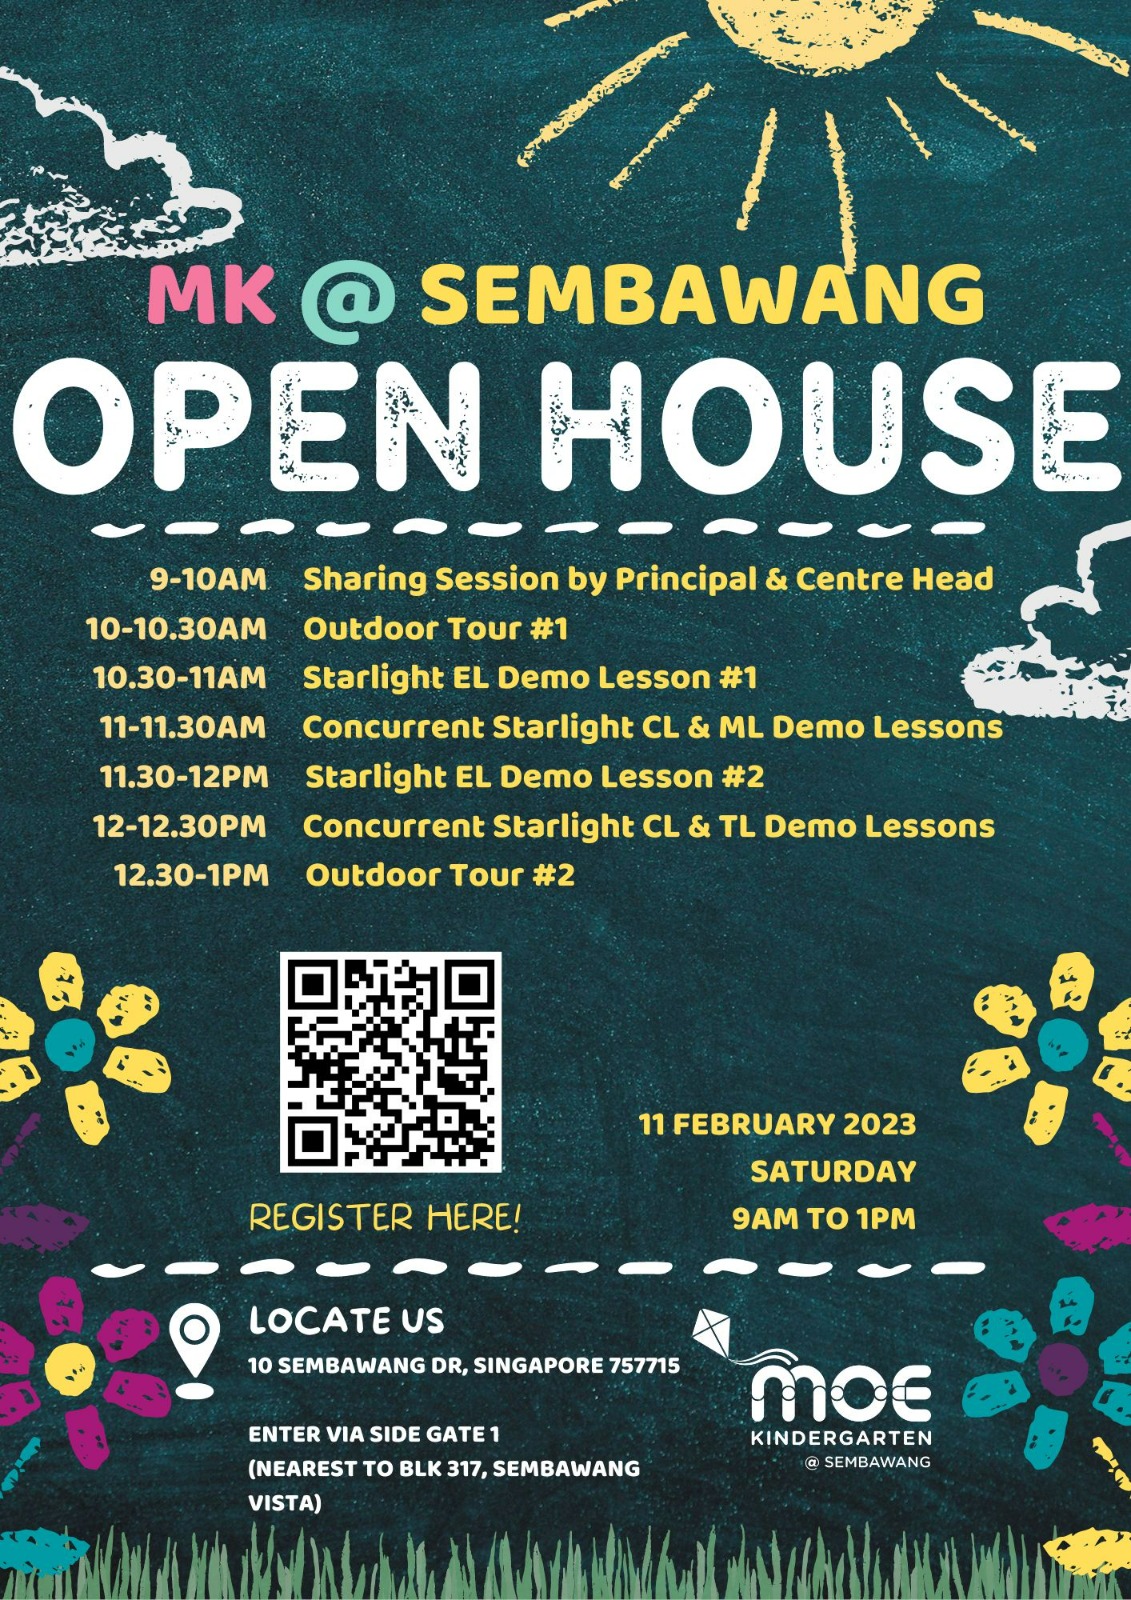 MK @ SEMBAWANG
OPEN HOUSE
9-10AM Sharing Session by Principal & Centre Head
10-10.30AM Outdoor Tour #1
10.30-11AM Starlight EL Demo Lesson #1
11-11.30AM Concurrent Starlight CL & ML Demo Lessons
11.30-12PM Starlight EL Demo Lesson #2
12-12.30PM Concurrent Starlight CL & TL Demo Lessons
12.30-1PM Outdoor Tour #2
REGISTER HERE!
11 FEBRUARY 2023
SATURDAY
9AM TO 1PM
LOCATE US
10 SEMBAWANG DR, SINGAPORE 757715
ENTER VIA SIDE GATE 1
(NEAREST TO BLK 317, SEMBAWANG
VISTA)
moe
KINDERGARTEN
@ SEMBAWANG